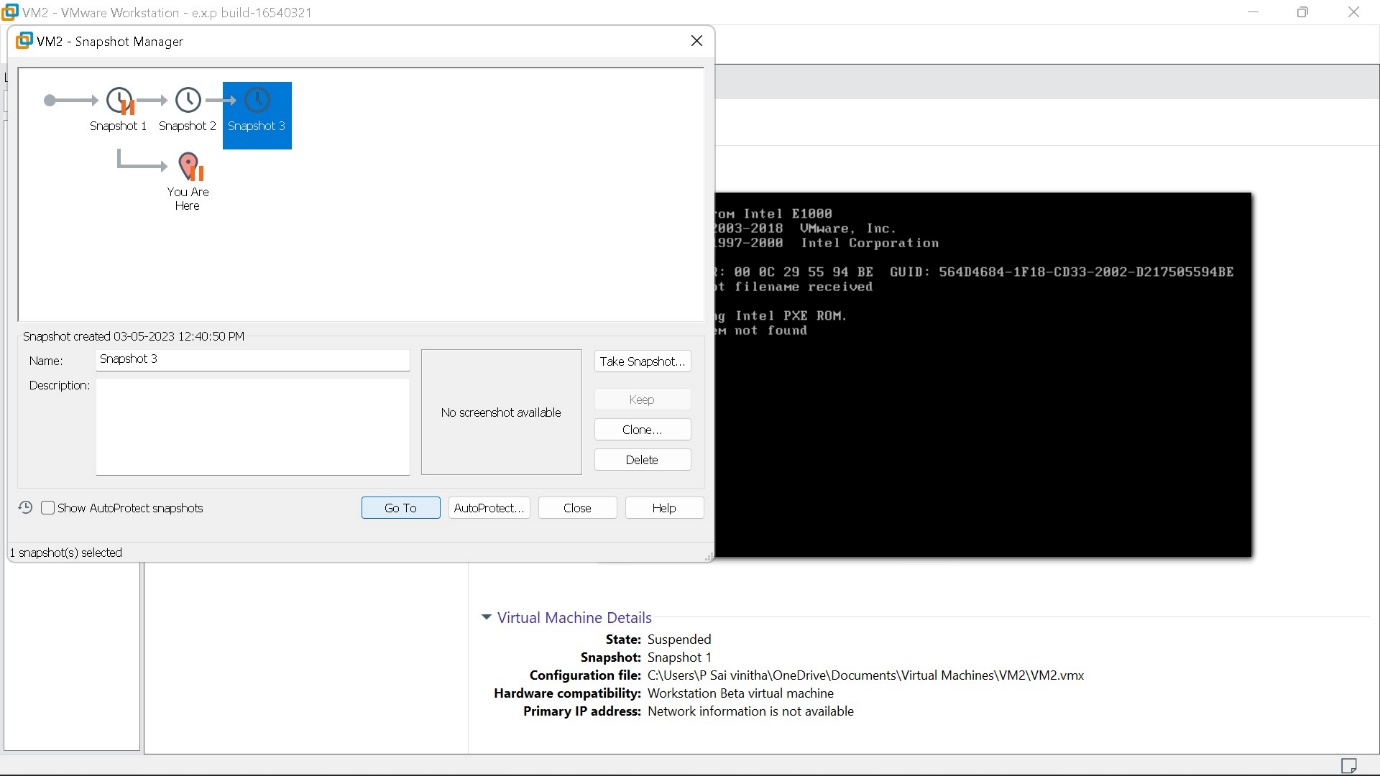 VM2 - VMware Workstation - e.x.p build-16540321
VM2 - Snapshot Manager
Snapshot 1
Snapshot 2
Snapshot 3
You Are
Here
om Intel E1000
003-2018 VMware, Inc.
997-2000 Intel Corporation
: 00 0C 29 55 94 BE GUID: 564D4684-1F18-CD33-2002-D217505594BE
t filename received
g Intel PXE ROM.
m not found
Snapshot created 03-05-2023 12:40:50 PM
Name: Snapshot 3
Description:
No screenshot available
Take Snapshot...
Keep
Clone...
Delete
Show AutoProtect snapshots
Go To
AutoProtect...
Close
Help
1 snapshot(s) selected
Virtual Machine Details
State: Suspended
Snapshot: Snapshot 1
Configuration file: C:\Users\P Sai vinitha\OneDrive\Documents\Virtual Machines\VM2\VM2.vmx
Hardware compatibility: Workstation Beta virtual machine
Primary IP address: Network information is not available